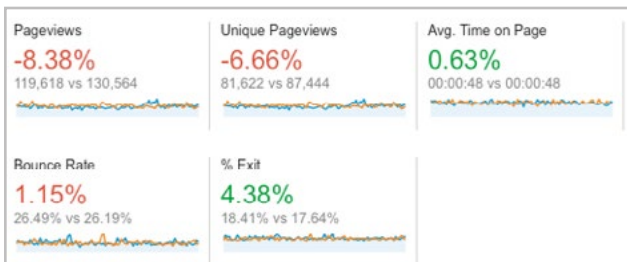 Pageviews
-8.38%
119,618 vs 130,564
Unique Pageviews
-6.66%
81,622 vs 87,444
Avg. Time on Page
0.63%
00:00:48 vs 00:00:48
Bounce Rate
1.15%
26.49% vs 26.19%
% Exit
4.38%
18.41% vs 17.64%